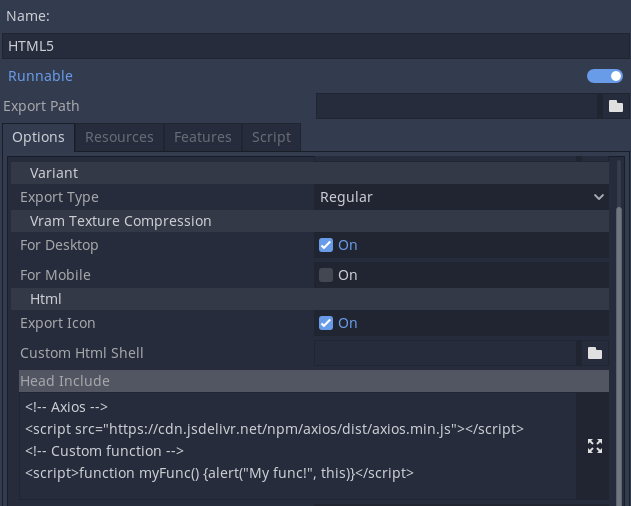 Name:
HTML5
Runnable
Export Path
Options Resources Features Script
Variant
Export Type Regular
Vram Texture Compression
For Desktop On
For Mobile On
Html
Export Icon On
Custom Html Shell
Head Include
<!-- Axios -->
<script src="https://cdn.jsdelivr.net/npm/axios/dist/axios.min.js"></script>
<!-- Custom function -->
<script>function myFunc() {alert("My func!", this)}</script>